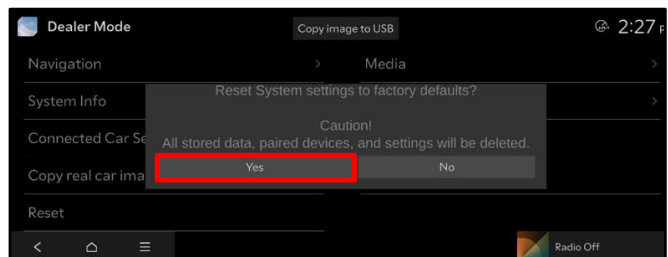 Dealer Mode
Copy image to USB
2:27
Navigation
Media
System Info
Reset System settings to factory defaults?
Caution!
Connected Car Se
All stored data, paired devices, and settings will be deleted.
Yes
No
Copy real car ima
Reset
Radio Off